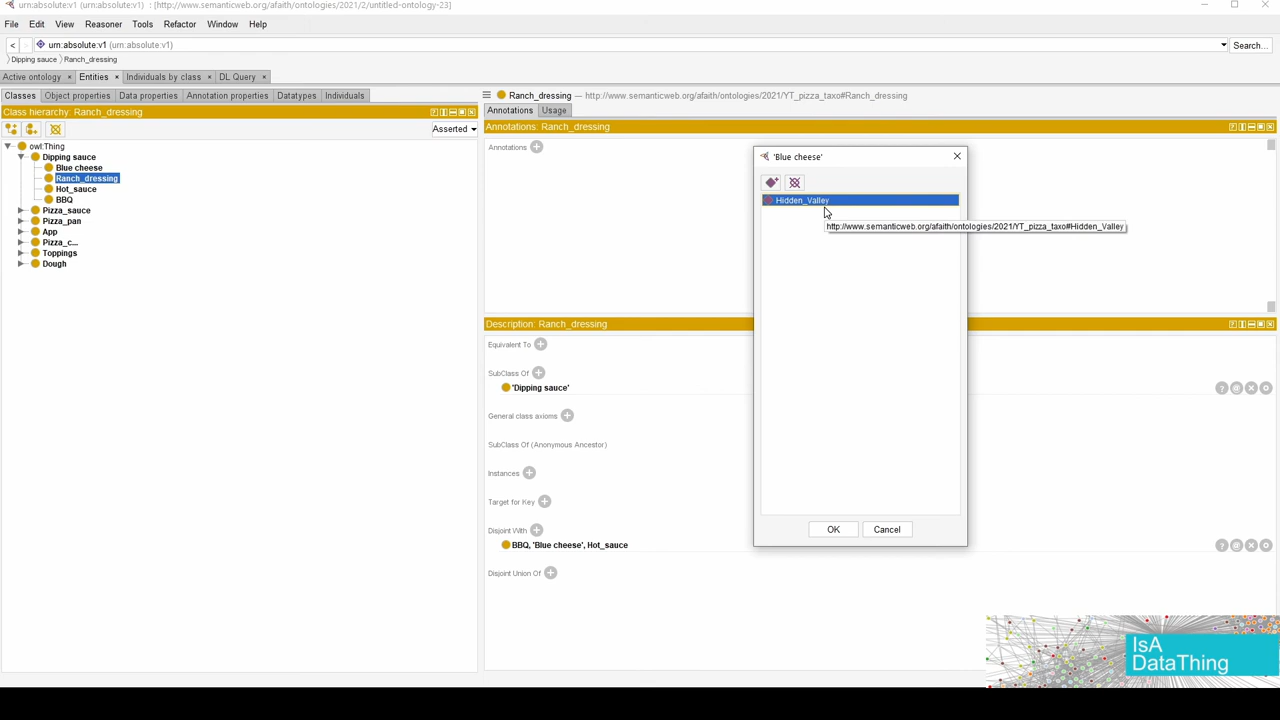 urn:absolute:v1 (urn:absolute:v1) : [http://www.semanticweb.org/afaith/ontologies/2021/2/untitled-ontology-23]
File Edit View Reasoner Tools Refactor Window Help
< > urn:absolute:v1 (urn:absolute:v1) Search...
Dipping sauce Ranch_dressing
Active ontology × Entities × Individuals by class × DL Query ×
Classes Object properties Data properties Annotation properties Datatypes Individuals
Class hierarchy: Ranch_dressing
Asserted
owl:Thing
Dipping sauce
Blue cheese
Ranch_dressing
Hot_sauce
BBQ
Pizza_sauce
Pizza_pan
App
Pizza_c...
Toppings
Dough
Ranch_dressing — http://www.semanticweb.org/afaith/ontologies/2021/YT_pizza_taxo#Ranch_dressing
Annotations Usage
Annotations: Ranch_dressing
Annotations
Description: Ranch_dressing
Equivalent To
SubClass Of
'Dipping sauce'
General class axioms
SubClass Of (Anonymous Ancestor)
Instances
Target for Key
Disjoint With
BBQ, 'Blue cheese', Hot_sauce
Disjoint Union Of
'Blue cheese'
Hidden_Valley
http://www.semanticweb.org/afaith/ontologies/2021/YT_pizza_taxo#Hidden_Valley
OK Cancel
IsA
DataThing